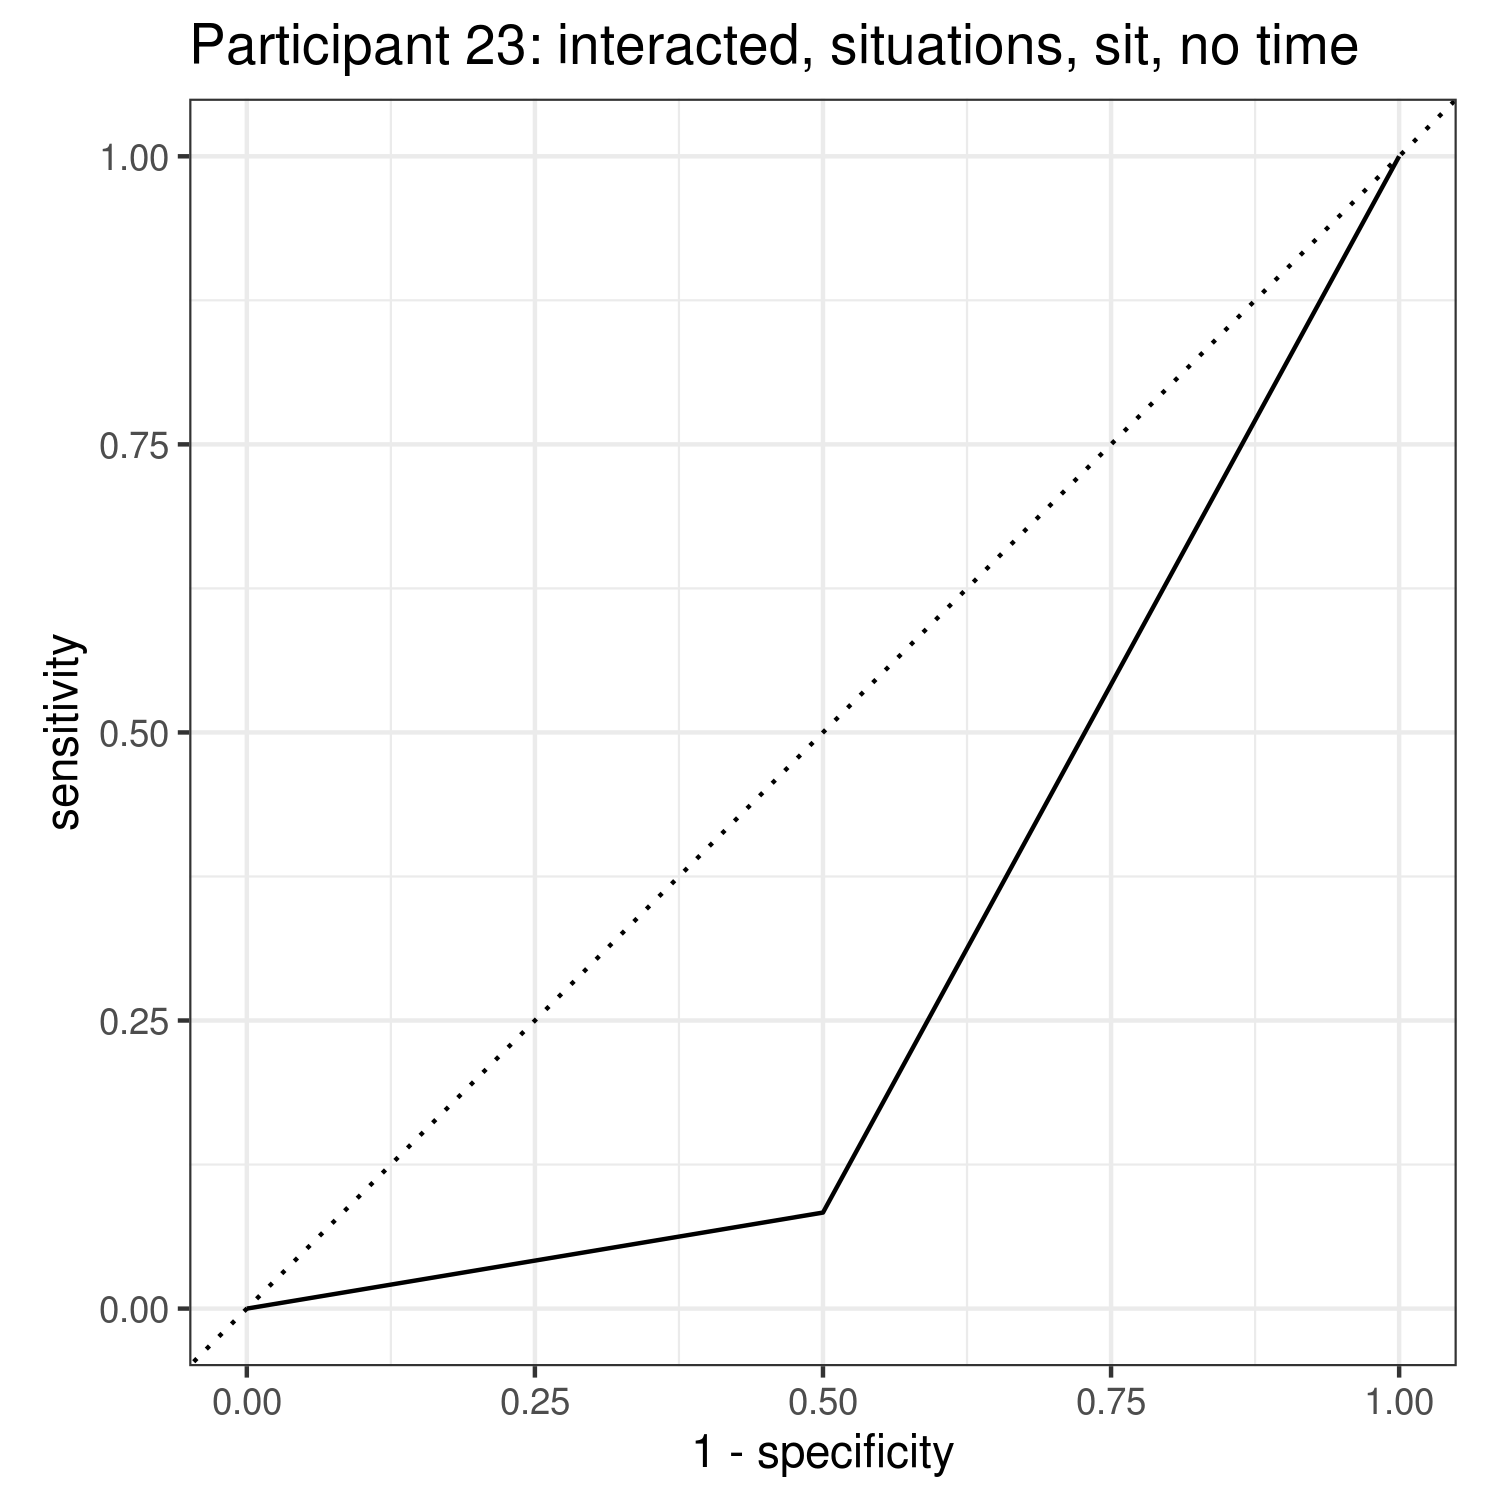 Participant 23: interacted, situations, sit, no time
1.00
0.75
0.50
0.25
0.00
sensitivity
0.00 0.25 0.50 0.75 1.00
1 - specificity